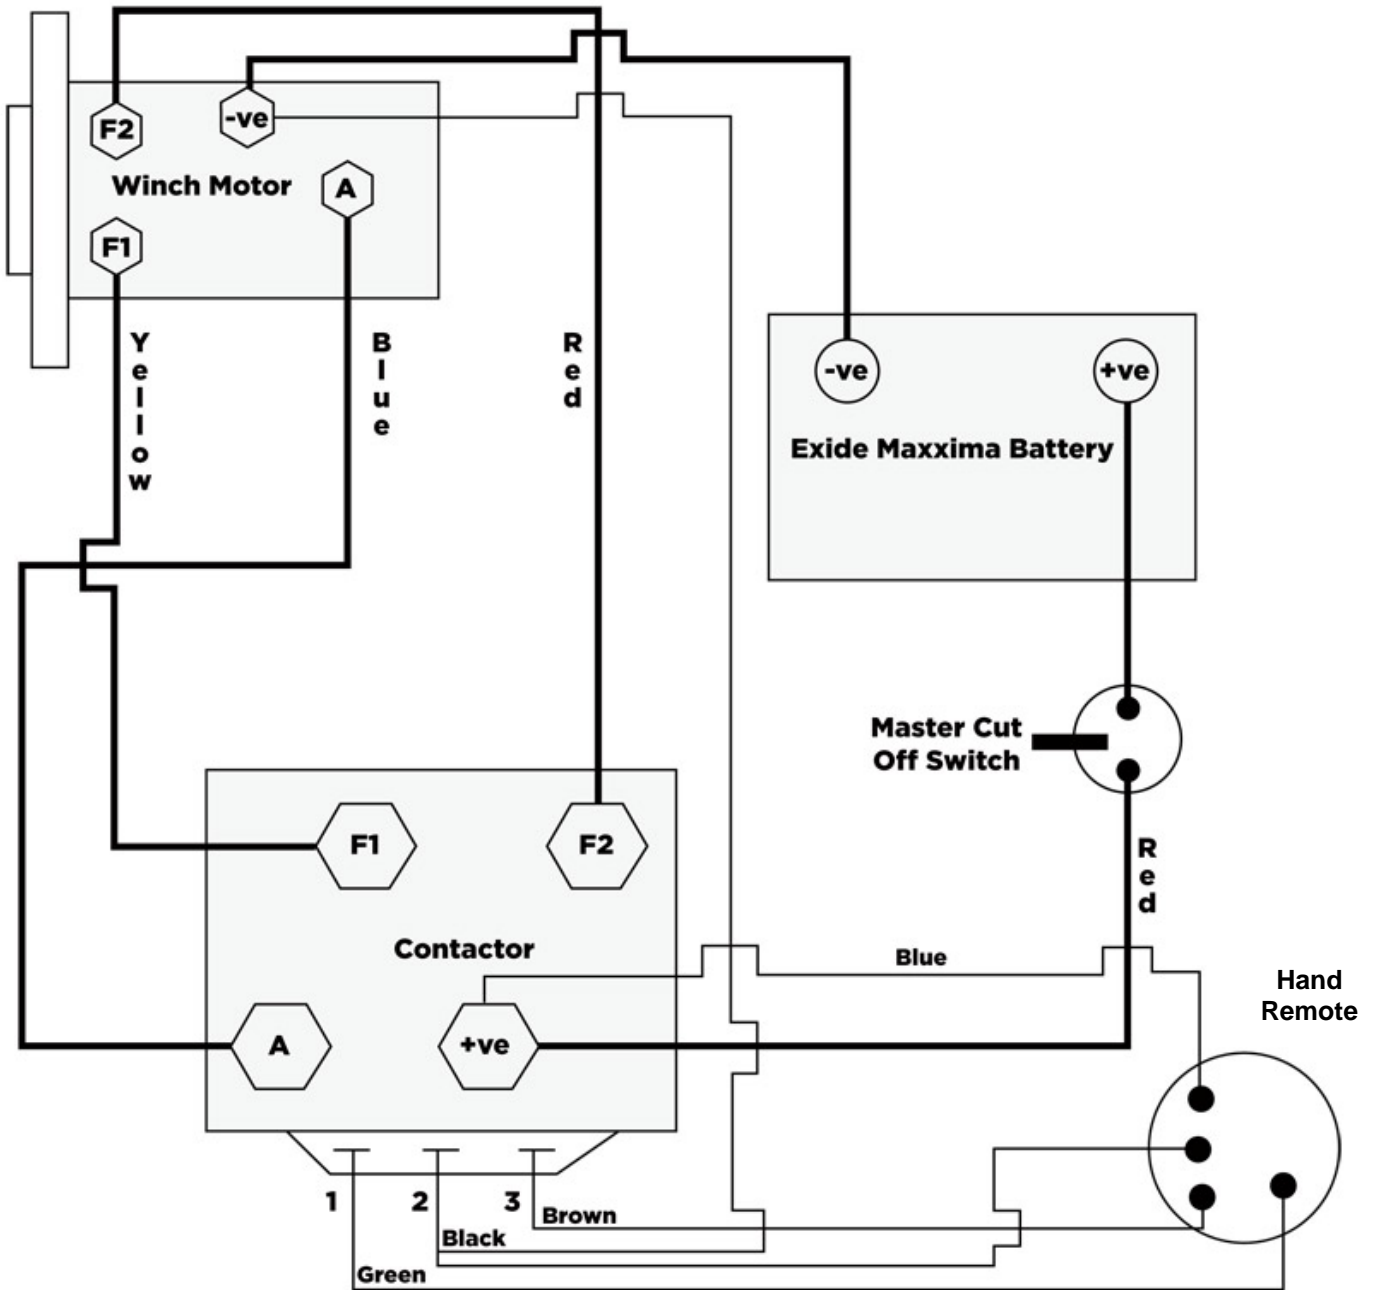 F2
-ve
Winch Motor
A
F1
Yellow
Blue
Red
-ve
+ve
Exide Maxxima Battery
Master Cut
Off Switch
Red
F1
F2
Contactor
Blue
Hand
Remote
A
+ve
1
2
3
Brown
Black
Green